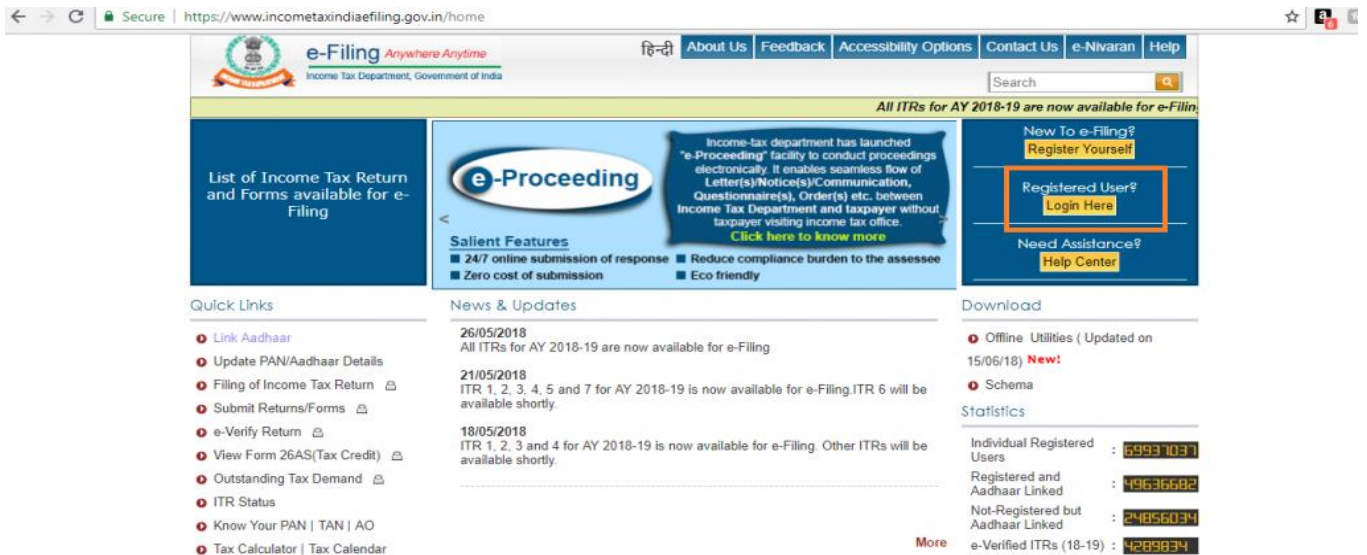 Secure | https://www.incometaxindiaefiling.gov.in/home
e-Filing Anywhere Anytime
Income Tax Department, Government of India
हिन्दी About Us Feedback Accessibility Options Contact Us e-Nivaran Help
Search
All ITRs for AY 2018-19 are now available for e-Filin
List of Income Tax Return
and Forms available for e-
Filing
e-Proceeding
Income-tax department has launched
"e-Proceeding" facility to conduct proceedings
electronically. It enables seamless flow of
Letter(s)/Notice(s)/Communication,
Questionnaire(s), Order(s) etc. between
Income Tax Department and taxpayer without
taxpayer visiting income tax office.
Click here to know more
<
>
Salient Features
24/7 online submission of response
Reduce compliance burden to the assessee
Zero cost of submission
Eco friendly
New To e-Filing?
Register Yourself
Registered User?
Login Here
Need Assistance?
Help Center
Quick Links
Link Aadhaar
Update PAN/Aadhaar Details
Filing of Income Tax Return
Submit Returns/Forms
e-Verify Return
View Form 26AS(Tax Credit)
Outstanding Tax Demand
ITR Status
Know Your PAN | TAN | AO
Tax Calculator | Tax Calendar
News & Updates
26/05/2018
All ITRs for AY 2018-19 are now available for e-Filing
21/05/2018
ITR 1, 2, 3, 4, 5 and 7 for AY 2018-19 is now available for e-Filing.ITR 6 will be
available shortly.
18/05/2018
ITR 1, 2, 3 and 4 for AY 2018-19 is now available for e-Filing. Other ITRs will be
available shortly.
More
Download
Offline Utilities ( Updated on
15/06/18) New!
Schema
Statistics
Individual Registered
Users : 69937037
Registered and
Aadhaar Linked : 49636682
Not-Registered but
Aadhaar Linked : 24856034
e-Verified ITRs (18-19) : 4289834